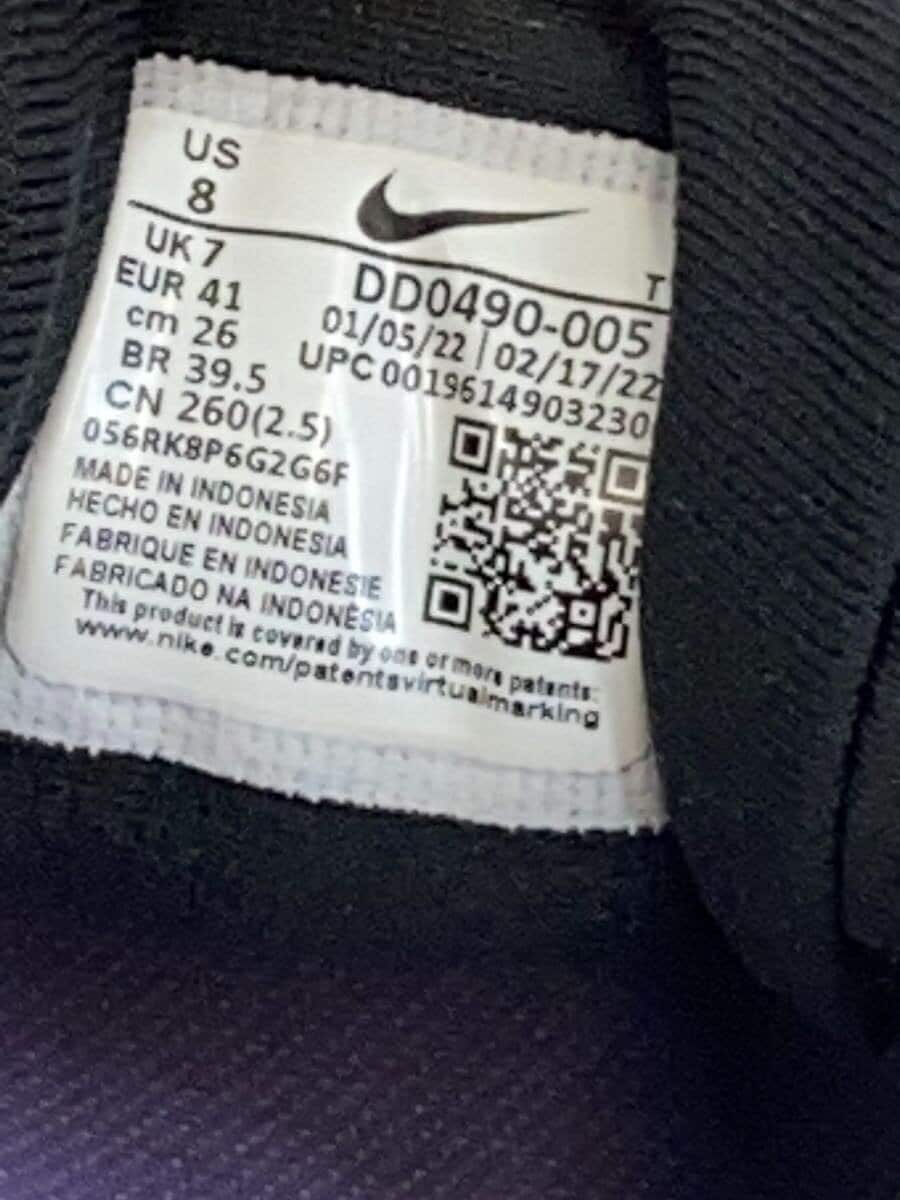 US
8
T
UK 7
DD0490-005
EUR 41
01/05/22 | 02/17/22
cm 26
UPC 0019614903230
BR 39.5
CN 260(2.5)
056RK8P6G2G6F
MADE IN INDONESIA
HECHO EN INDONESIA
FABRIQUE EN INDONESIE
FABRICADO NA INDONÉSIA
This product is covered by one or more patents:
www.nike.com/patentsvirtualmarking